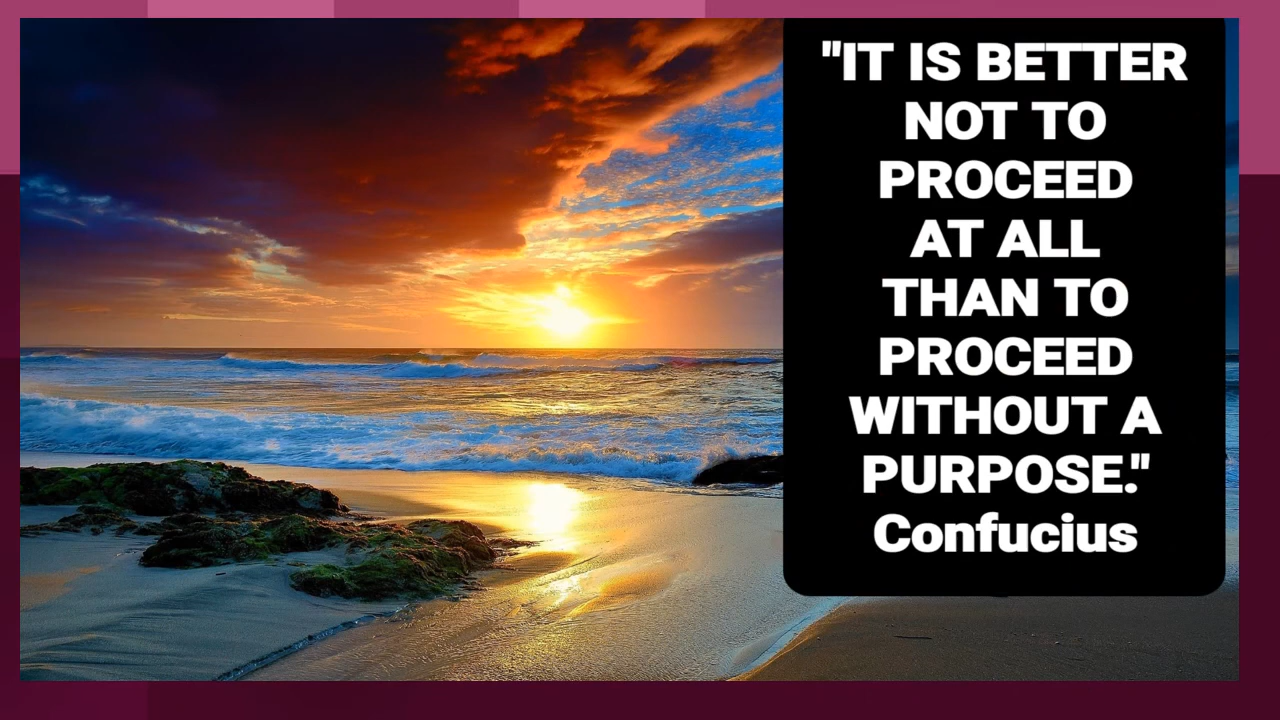 "IT IS BETTER
NOT TO
PROCEED
AT ALL
THAN TO
PROCEED
WITHOUT A
PURPOSE."
Confucius